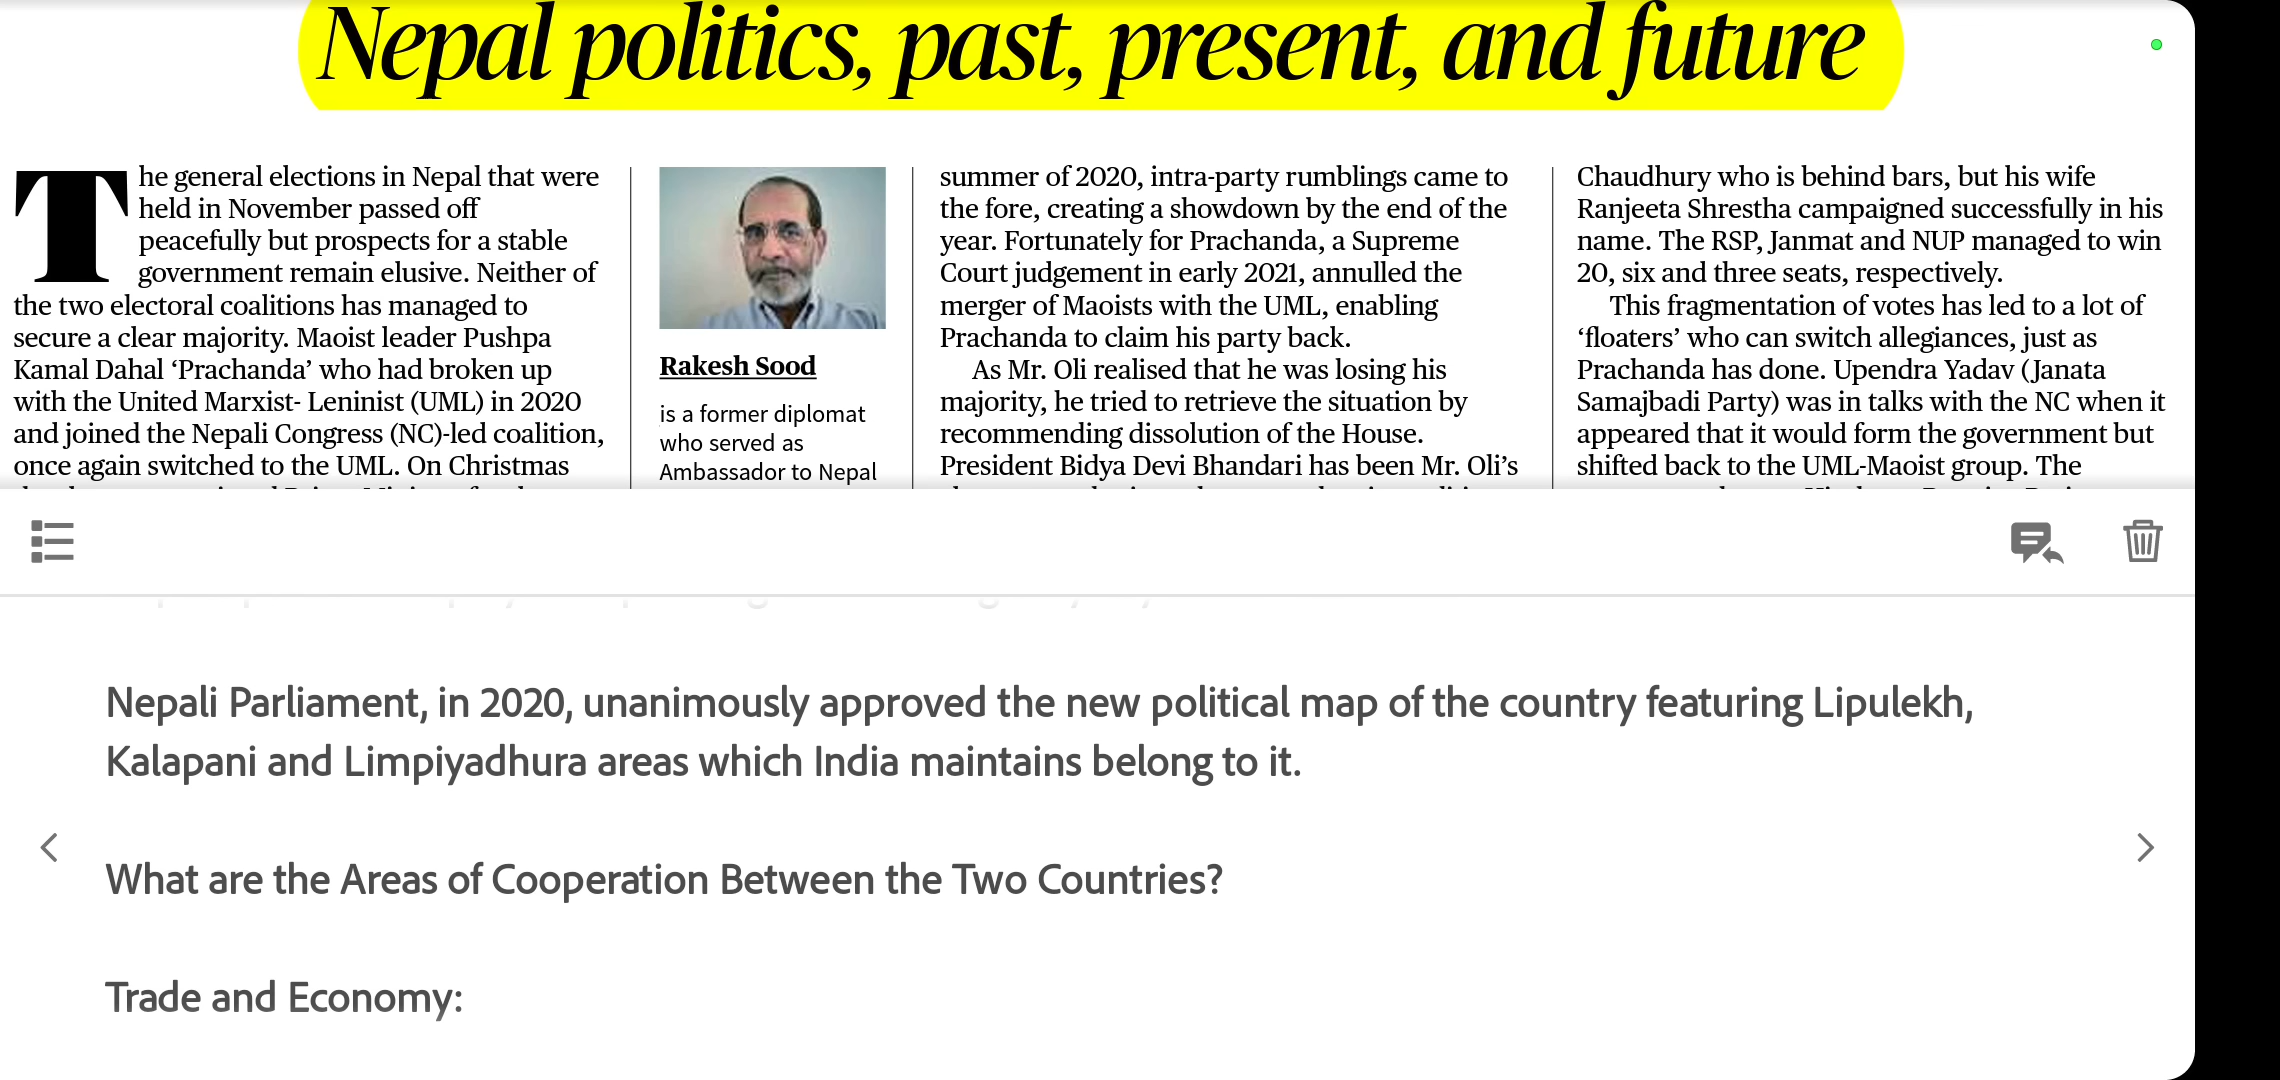 Nepal politics, past, present, and future
The general elections in Nepal that were
held in November passed off
peacefully but prospects for a stable
government remain elusive. Neither of
the two electoral coalitions has managed to
secure a clear majority. Maoist leader Pushpa
Kamal Dahal ‘Prachanda’ who had broken up
with the United Marxist- Leninist (UML) in 2020
and joined the Nepali Congress (NC)-led coalition,
once again switched to the UML. On Christmas
Rakesh Sood
is a former diplomat
who served as
Ambassador to Nepal
summer of 2020, intra-party rumblings came to
the fore, creating a showdown by the end of the
year. Fortunately for Prachanda, a Supreme
Court judgement in early 2021, annulled the
merger of Maoists with the UML, enabling
Prachanda to claim his party back.
As Mr. Oli realised that he was losing his
majority, he tried to retrieve the situation by
recommending dissolution of the House.
President Bidya Devi Bhandari has been Mr. Oli’s
Chaudhury who is behind bars, but his wife
Ranjeeta Shrestha campaigned successfully in his
name. The RSP, Janmat and NUP managed to win
20, six and three seats, respectively.
This fragmentation of votes has led to a lot of
‘floaters’ who can switch allegiances, just as
Prachanda has done. Upendra Yadav (Janata
Samajbadi Party) was in talks with the NC when it
appeared that it would form the government but
shifted back to the UML-Maoist group. The
Nepali Parliament, in 2020, unanimously approved the new political map of the country featuring Lipulekh,
Kalapani and Limpiyadhura areas which India maintains belong to it.
What are the Areas of Cooperation Between the Two Countries?
Trade and Economy: